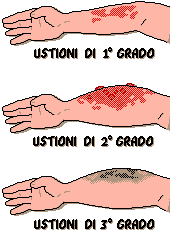 USTIONI DI 1° GRADO
USTIONI DI 2° GRADO
USTIONI DI 3° GRADO